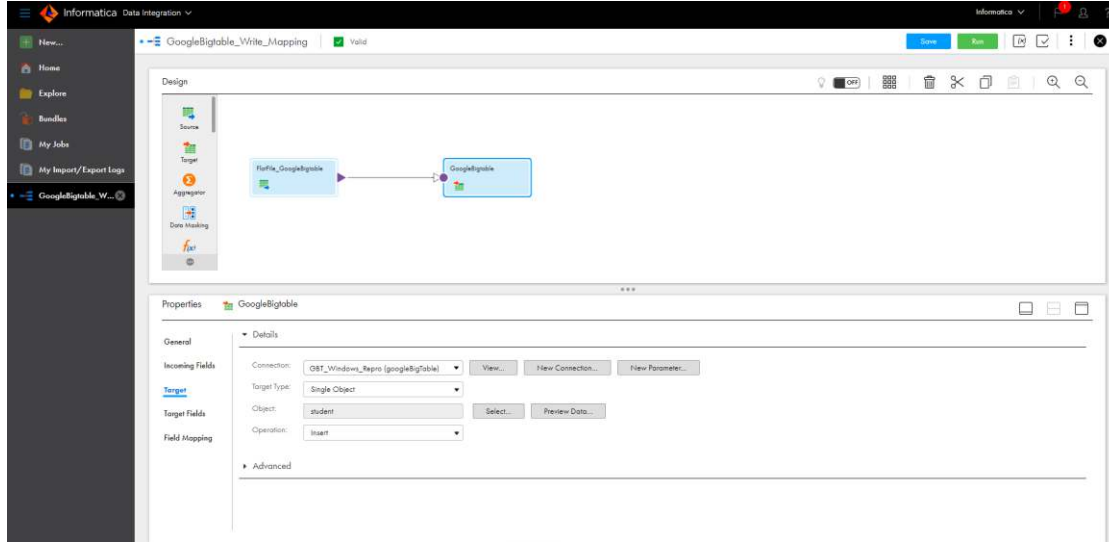 Informatica Data Integration
Informatica
1
?
New...
GoogleBigtable_Write_Mapping
Valid
Save
Run
Home
Explore
Bundles
My Jobs
My Import/Export Logs
GoogleBigtable_W...
Design
OFF
Source
Target
Aggregator
Data Masking
f(x)
FlatFile_GoogleBigtable
GoogleBigtable
Properties
GoogleBigtable
General
Incoming Fields
Target
Target Fields
Field Mapping
Details
Connection:
GBT_Windows_Repro (googleBigTable)
View...
New Connection...
New Parameter...
Target Type:
Single Object
Object:
student
Select...
Preview Data...
Operation:
Insert
Advanced